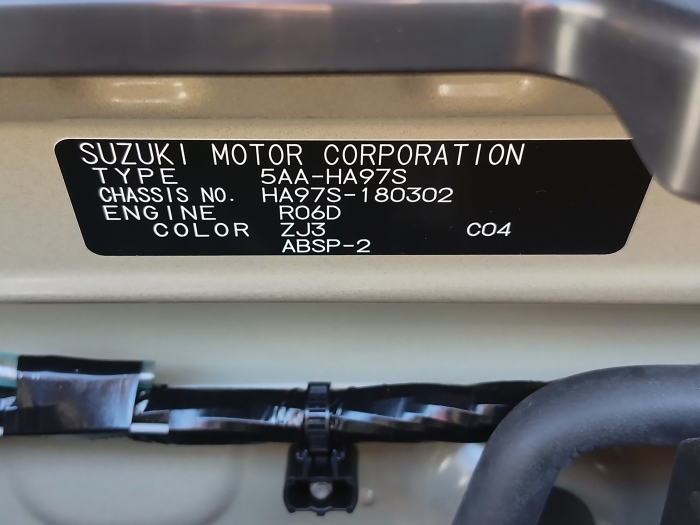 SUZUKI MOTOR CORPORATION
TYPE 5AA-HA97S
CHASSIS NO. HA97S-180302
ENGINE R06D
COLOR ZJ3 C04
ABSP-2